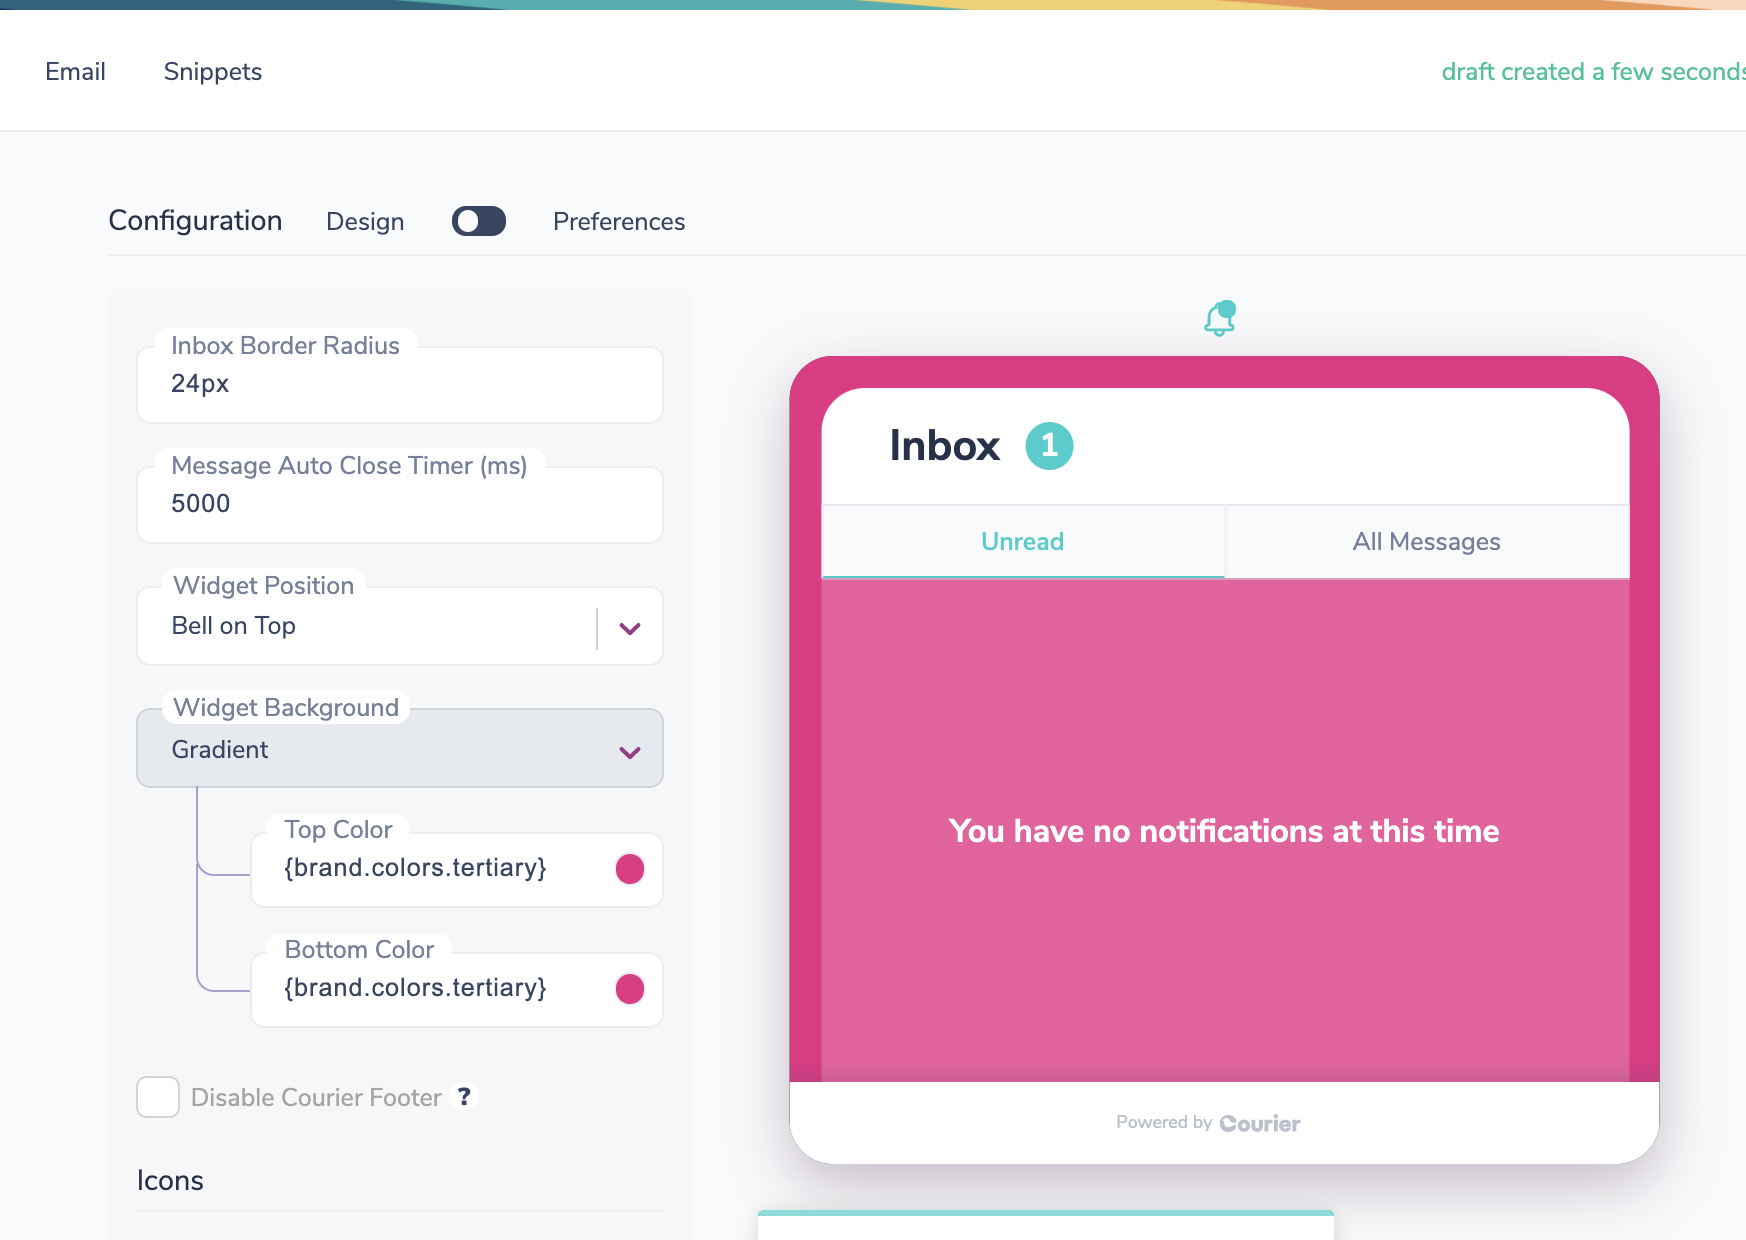 Email
Snippets
draft created a few seconds
Configuration
Design
Preferences
Inbox Border Radius
24px
Message Auto Close Timer (ms)
5000
Widget Position
Bell on Top
Widget Background
Gradient
Top Color
{brand.colors.tertiary}
Bottom Color
{brand.colors.tertiary}
Disable Courier Footer ?
Icons
Inbox 1
Unread
All Messages
You have no notifications at this time
Powered by Courier